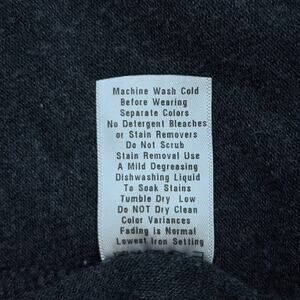 Machine Wash Cold
Before Wearing
Separate Colors
No Detergent Bleaches
or Stain Removers
Do Not Scrub
Stain Removal Use
A Mild Degreasing
Dishwashing Liquid
To Soak Stains
Tumble Dry Low
Do NOT Dry Clean
Color Variances
Fading is Normal
Lowest Iron Setting